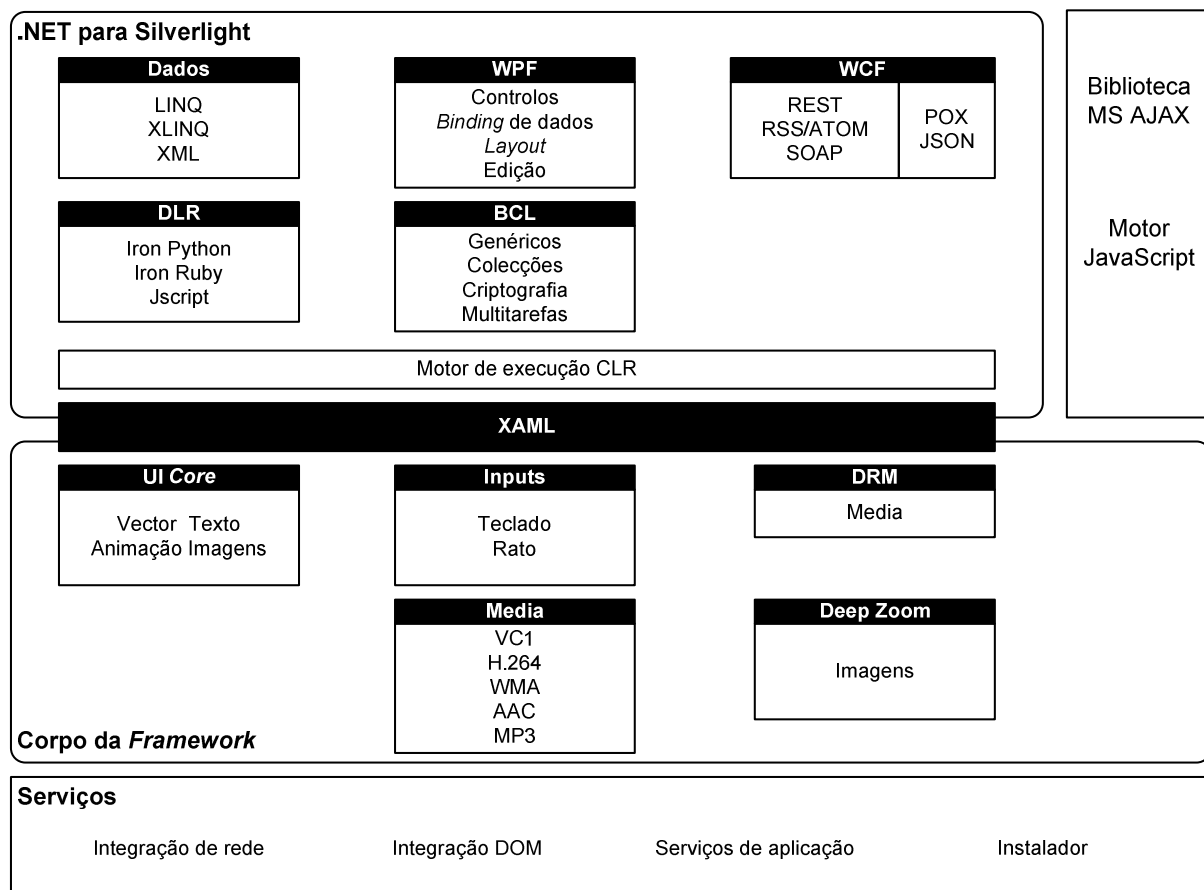 .NET para Silverlight
Dados
LINQ
XLINQ
XML
WPF
Controlos
Binding de dados
Layout
Edição
WCF
REST
RSS/ATOM
SOAP
POX
JSON
Biblioteca
MS AJAX
Motor
JavaScript
DLR
Iron Python
Iron Ruby
Jscript
BCL
Genéricos
Colecções
Criptografia
Multitarefas
Motor de execução CLR
XAML
UI Core
Vector Texto
Animação Imagens
Inputs
Teclado
Rato
DRM
Media
Media
VC1
H.264
WMA
AAC
MP3
Deep Zoom
Imagens
Corpo da Framework
Serviços
Integração de rede
Integração DOM
Serviços de aplicação
Instalador